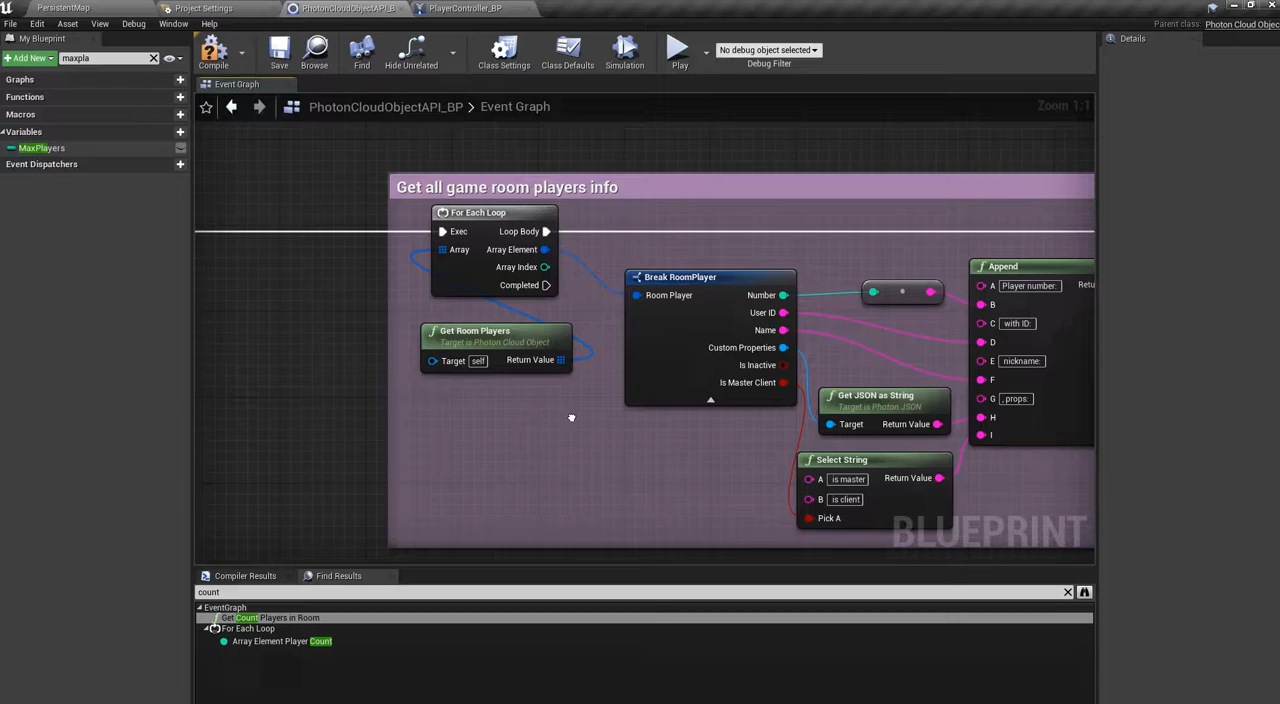 PersistentMap
Project Settings
PhotonCloudObjectAPI_B
PlayerController_BP
File Edit Asset View Debug Window Help
Parent class: Photon Cloud Obje
My Blueprint
Add New
maxpla
Graphs
Functions
Macros
Variables
MaxPlayers
Event Dispatchers
Compile
Save
Browse
Find
Hide Unrelated
Class Settings
Class Defaults
Simulation
Play
No debug object selected
Debug Filter
Details
Event Graph
PhotonCloudObjectAPI_BP > Event Graph
Zoom 1:1
Get all game room players info
For Each Loop
Exec Loop Body
Array Array Element
Array Index
Completed
Get Room Players
Target is Photon Cloud Object
Target self Return Value
Break RoomPlayer
Room Player Number
User ID
Name
Custom Properties
Is Inactive
Is Master Client
Get JSON as String
Target is Photon JSON
Target Return Value
Select String
A is master Return Value
B is client
Pick A
Append
A Player number: Retu
B
C with ID:
D
E nickname:
F
G , props:
H
I
BLUEPRINT
Compiler Results
Find Results
count
EventGraph
Get Count Players in Room
For Each Loop
Array Element Player Count